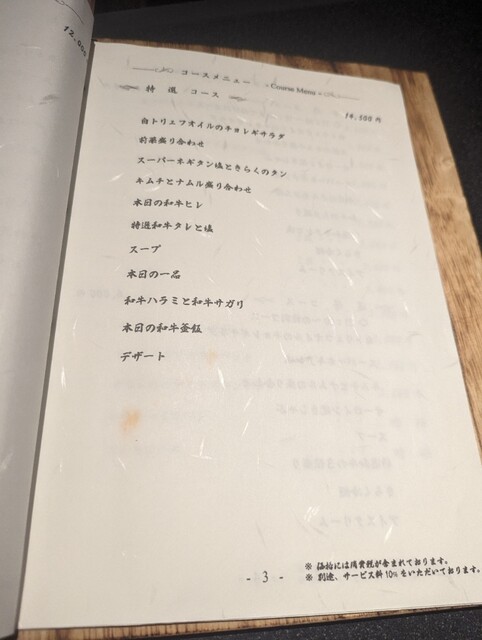 12,000
コースメニュー - Course Menu -
特選 コース
14,500円
白トリュフオイルのチョレギサラダ
前菜盛り合わせ
スーパーネギタン塩ときらくのタン
キムチとナムル盛り合わせ
本日の和牛ヒレ
特選和牛タレと塩
スープ
本日の一品
和牛ハラミと和牛サガリ
本日の和牛釜飯
デザート
※ 価格には消費税が含まれております。
※ 別途、サービス料10%をいただいております。
- 3 -